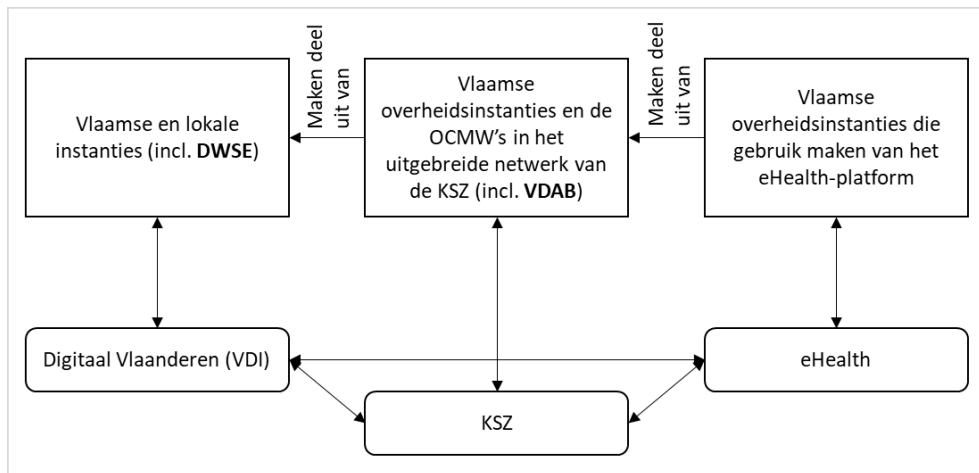 Vlaamse en lokale
instanties (incl. DWSE)
Maken deel
uit van
Vlaamse
overheidsinstanties en de
OCMW’s in het
uitgebreide netwerk van
de KSZ (incl. VDAB)
Maken deel
uit van
Vlaamse
overheidsinstanties die
gebruik maken van het
eHealth-platform
Digitaal Vlaanderen (VDI)
KSZ
eHealth